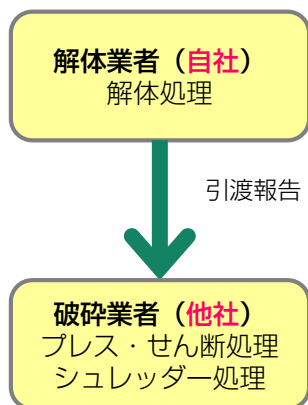 解体業者（自社）
解体処理
引渡報告
破砕業者（他社）
プレス・せん断処理
シュレッダー処理